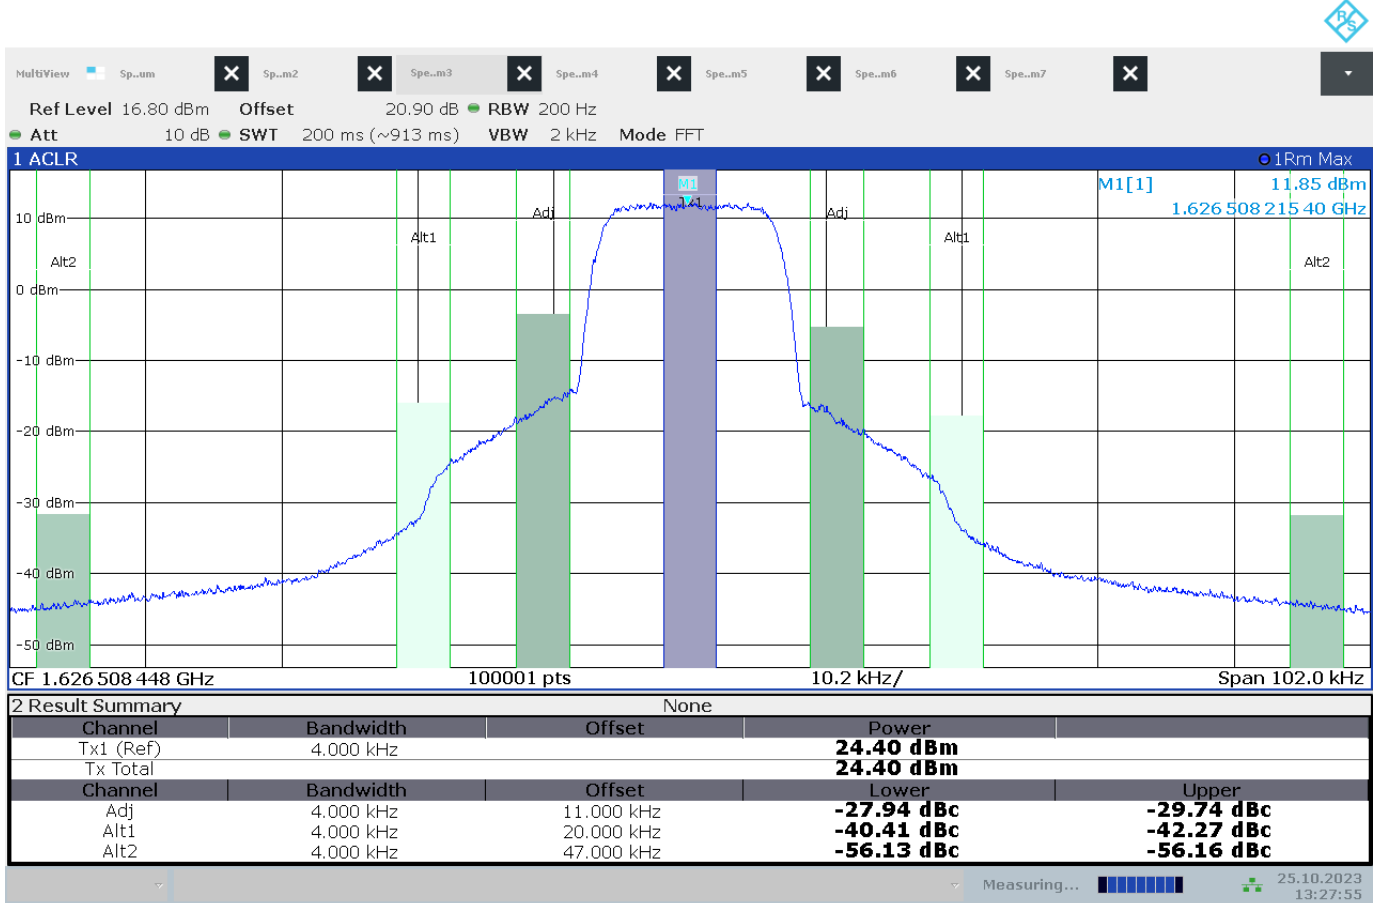 R/S
MultiView Sp..um Sp..m2 Spe..m3 Spe..m4 Spe..m5 Spe..m6 Spe..m7
Ref Level 16.80 dBm Offset 20.90 dB RBW 200 Hz
Att 10 dB SWT 200 ms (~913 ms) VBW 2 kHz Mode FFT
1 ACLR 1Rm Max
M1 M1[1] 11.85 dBm
Tx1 1.626 508 215 40 GHz
10 dBm Adj Adj
Alt1 Alt1
Alt2 Alt2
0 dBm
-10 dBm
-20 dBm
-30 dBm
-40 dBm
-50 dBm
CF 1.626 508 448 GHz 100001 pts 10.2 kHz/ Span 102.0 kHz
2 Result Summary None
Channel Bandwidth Offset Power
Tx1 (Ref) 4.000 kHz 24.40 dBm
Tx Total 24.40 dBm
Channel Bandwidth Offset Lower Upper
Adj 4.000 kHz 11.000 kHz -27.94 dBc -29.74 dBc
Alt1 4.000 kHz 20.000 kHz -40.41 dBc -42.27 dBc
Alt2 4.000 kHz 47.000 kHz -56.13 dBc -56.16 dBc
Measuring... 25.10.2023
13:27:55